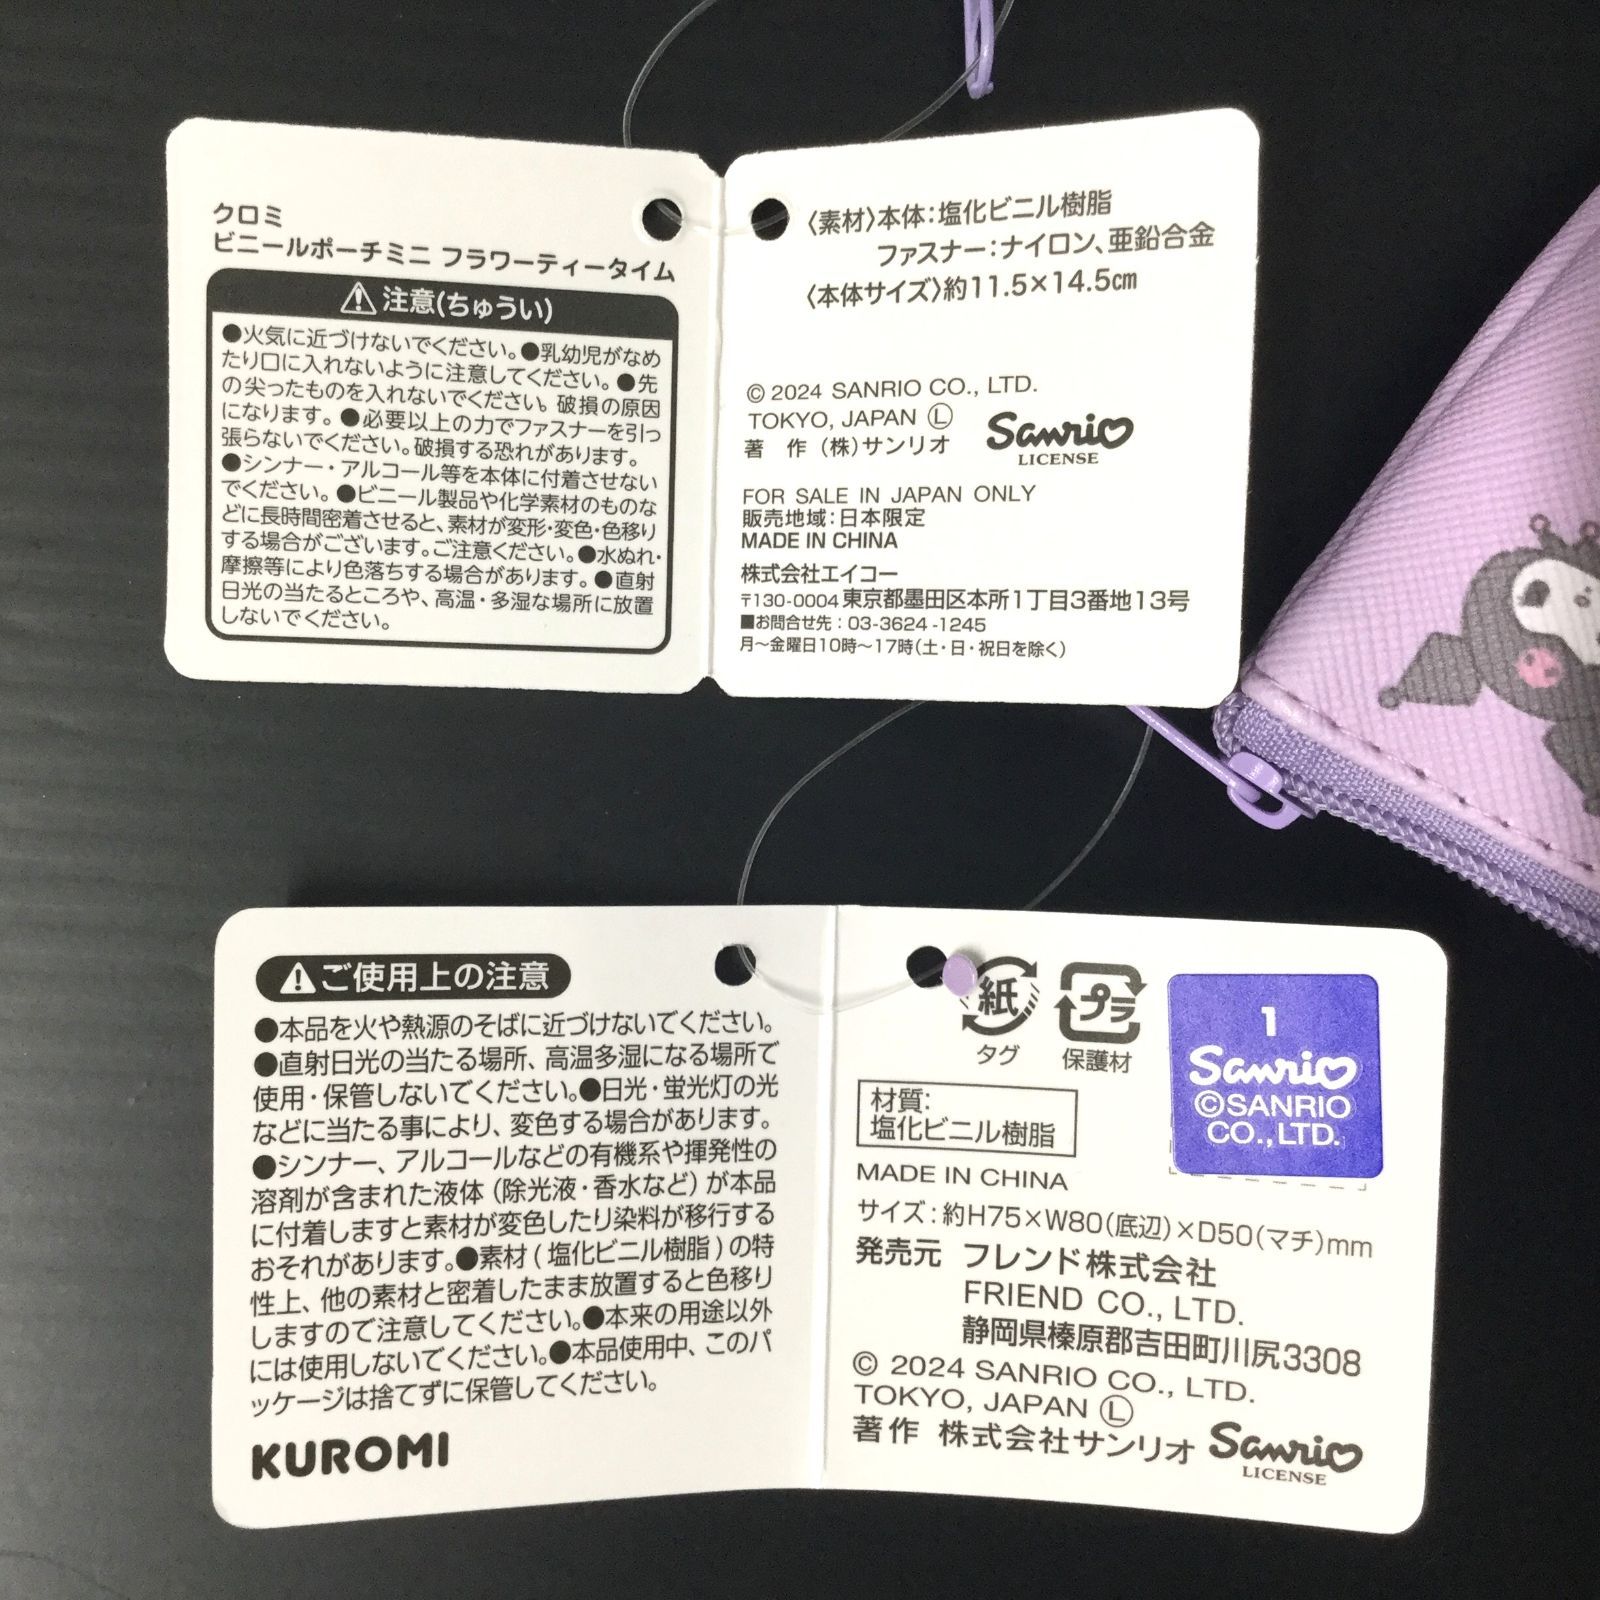 クロミ
ビニールポーチミニ フラワーティータイム
⚠注意(ちゅうい)
●火気に近づけないでください。●乳幼児がなめ
たり口に入れないように注意してください。●先
の尖ったものを入れないでください。破損の原因
になります。●必要以上の力でファスナーを引っ
張らないでください。破損する恐れがあります。
●シンナー・アルコール等を本体に付着させない
でください。●ビニール製品や化学素材のものな
どに長時間密着させると、素材が変形・変色・色移り
する場合がございます。ご注意ください。●水ぬれ・
摩擦等により色落ちする場合があります。●直射
日光の当たるところや、高温・多湿な場所に放置
しないでください。
〈素材〉本体：塩化ビニル樹脂
ファスナー：ナイロン、亜鉛合金
〈本体サイズ〉約11.5×14.5cm
© 2024 SANRIO CO., LTD.
TOKYO, JAPAN Ⓛ
著 作 (株)サンリオ
Sanrio
LICENSE
FOR SALE IN JAPAN ONLY
販売地域：日本限定
MADE IN CHINA
株式会社エイコー
〒130-0004 東京都墨田区本所1丁目3番地13号
■お問合せ先：03-3624-1245
月～金曜日10時～17時(土・日・祝日を除く)
⚠ご使用上の注意
●本品を火や熱源のそばに近づけないでください。
●直射日光の当たる場所、高温多湿になる場所で
使用・保管しないでください。●日光・蛍光灯の光
などに当たる事により、変色する場合があります。
●シンナー、アルコールなどの有機系や揮発性の
溶剤が含まれた液体（除光液・香水など）が本品
に付着しますと素材が変色したり染料が移行する
おそれがあります。●素材（塩化ビニル樹脂）の特
性上、他の素材と密着したまま放置すると色移り
しますので注意してください。●本来の用途以外
には使用しないでください。●本品使用中、このパ
ッケージは捨てずに保管してください。
KUROMI
紙
タグ
プラ
保護材
1
Sanrio
©SANRIO
CO.,LTD.
材質：
塩化ビニル樹脂
MADE IN CHINA
サイズ：約H75×W80(底辺)×D50(マチ)mm
発売元 フレンド株式会社
FRIEND CO., LTD.
静岡県榛原郡吉田町川尻3308
© 2024 SANRIO CO., LTD.
TOKYO, JAPAN Ⓛ
著作 株式会社サンリオ
Sanrio
LICENSE